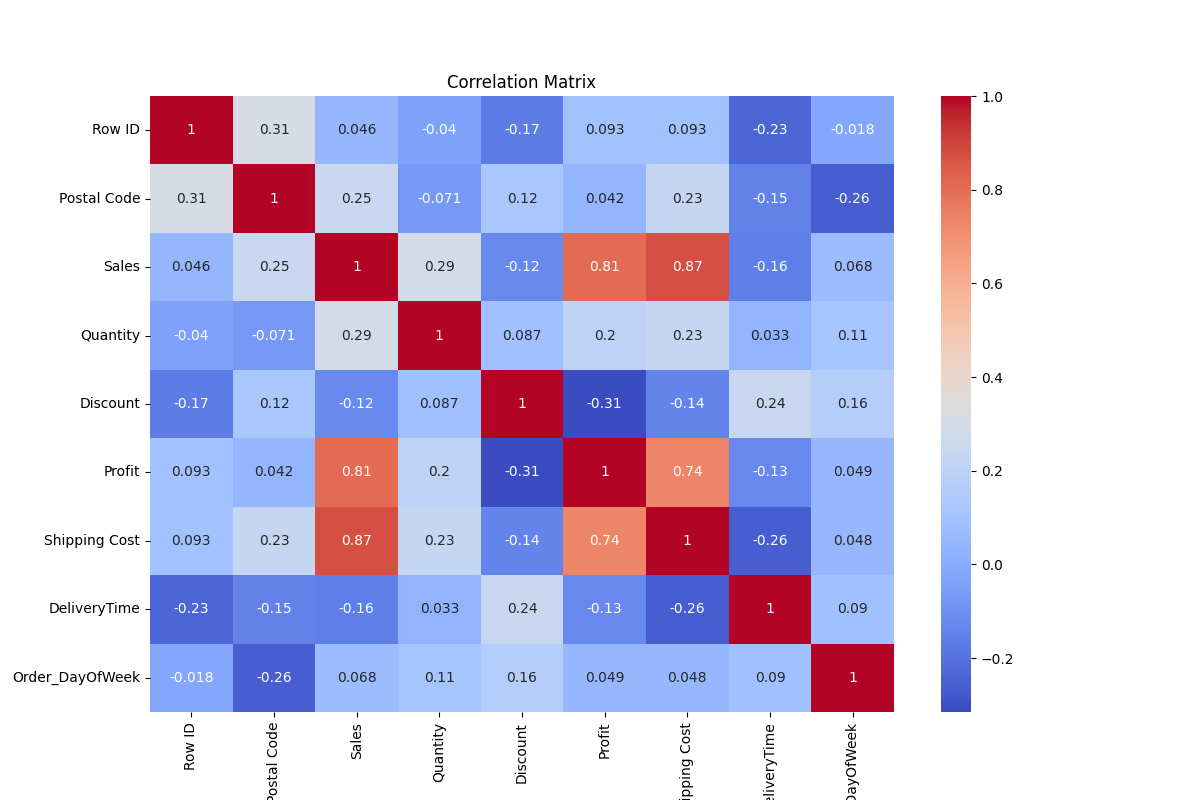 Correlation Matrix
Row ID 1 0.31 0.046 -0.04 -0.17 0.093 0.093 -0.23 -0.018
Postal Code 0.31 1 0.25 -0.071 0.12 0.042 0.23 -0.15 -0.26
Sales 0.046 0.25 1 0.29 -0.12 0.81 0.87 -0.16 0.068
Quantity -0.04 -0.071 0.29 1 0.087 0.2 0.23 0.033 0.11
Discount -0.17 0.12 -0.12 0.087 1 -0.31 -0.14 0.24 0.16
Profit 0.093 0.042 0.81 0.2 -0.31 1 0.74 -0.13 0.049
Shipping Cost 0.093 0.23 0.87 0.23 -0.14 0.74 1 -0.26 0.048
DeliveryTime -0.23 -0.15 -0.16 0.033 0.24 -0.13 -0.26 1 0.09
Order_DayOfWeek -0.018 -0.26 0.068 0.11 0.16 0.049 0.048 0.09 1
Row ID
Postal Code
Sales
Quantity
Discount
Profit
ipping Cost
eliveryTime
DayOfWeek
1.0
0.8
0.6
0.4
0.2
0.0
−0.2